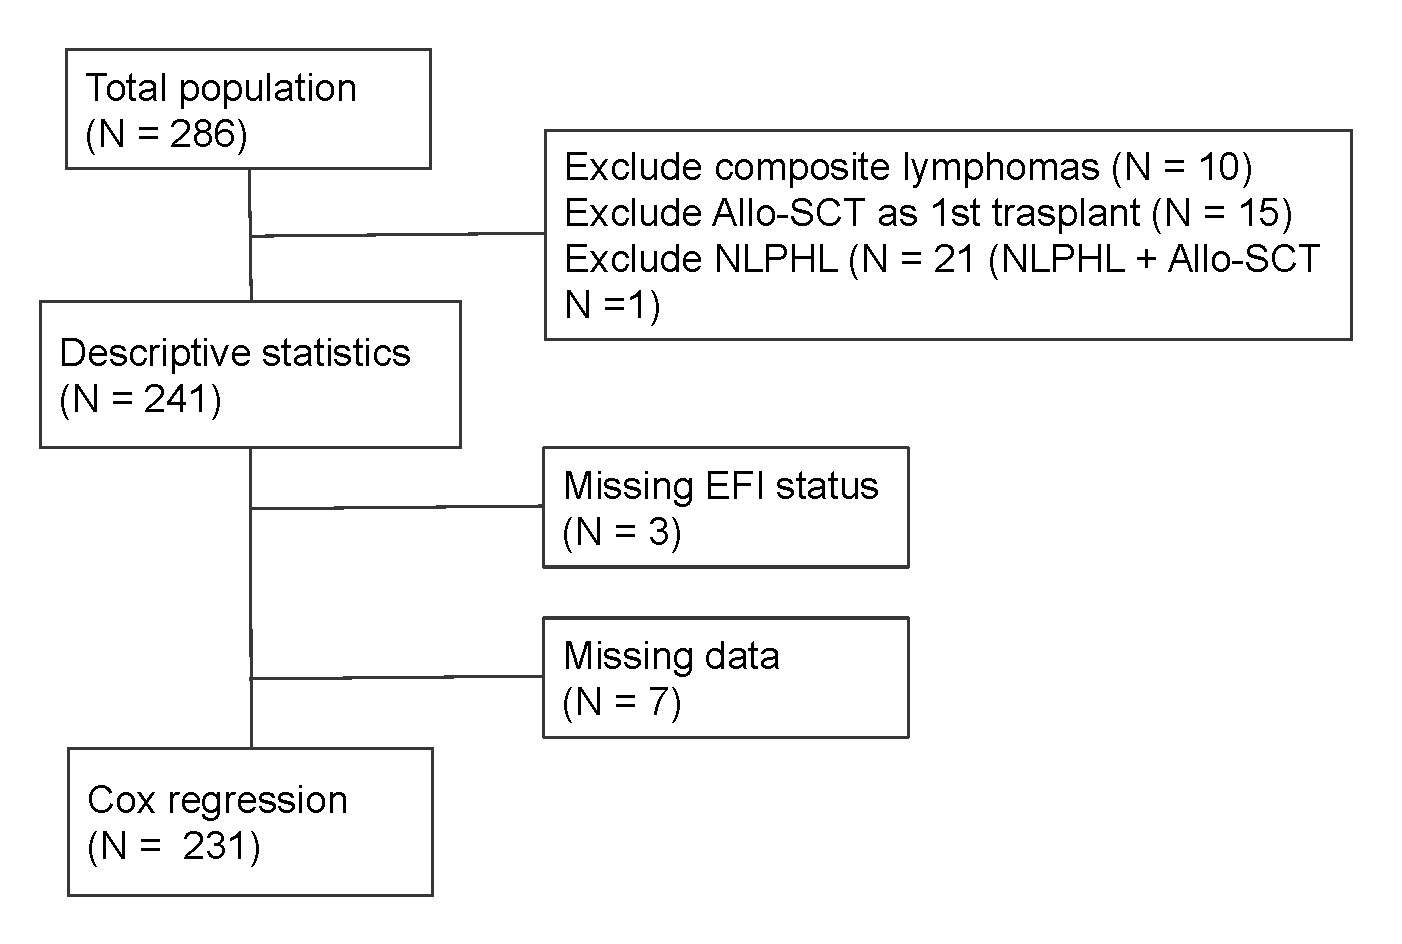 Total population
(N = 286)
Exclude composite lymphomas (N = 10)
Exclude Allo-SCT as 1st trasplant (N = 15)
Exclude NLPHL (N = 21 (NLPHL + Allo-SCT
N =1)
Descriptive statistics
(N = 241)
Missing EFI status
(N = 3)
Missing data
(N = 7)
Cox regression
(N =  231)